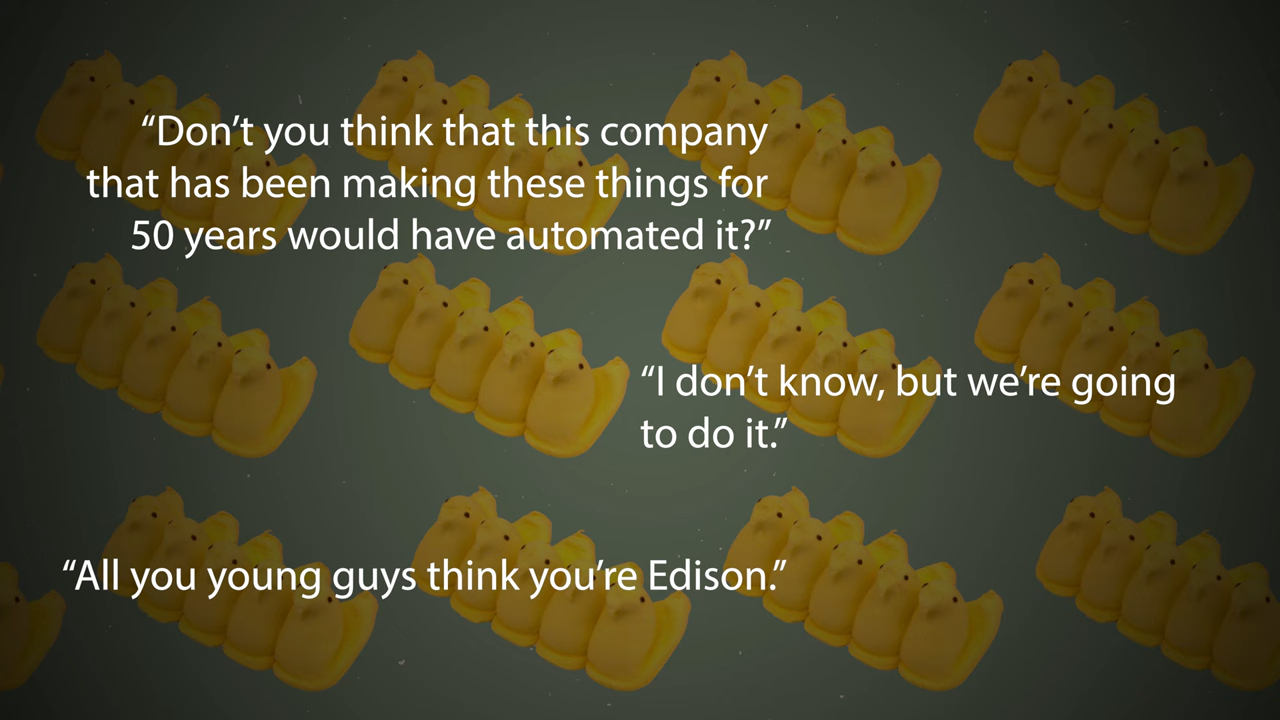 “Don’t you think that this company
that has been making these things for
50 years would have automated it?”
“I don’t know, but we’re going
to do it.”
“All you young guys think you’re Edison.”